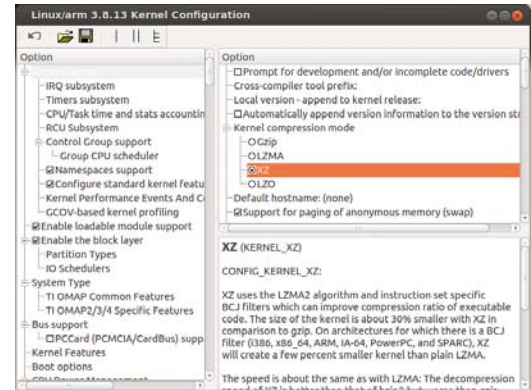 Linux/arm 3.8.13 Kernel Configuration
Option
IRQ subsystem
Timers subsystem
CPU/Task time and stats accountin
RCU Subsystem
Control Group support
Group CPU scheduler
Namespaces support
Configure standard kernel featu
Kernel Performance Events And C
GCOV-based kernel profiling
Enable loadable module support
Enable the block layer
Partition Types
IO Schedulers
System Type
TI OMAP Common Features
TI OMAP2/3/4 Specific Features
Bus support
PCCard (PCMCIA/CardBus) supp
Kernel Features
Boot options
Option
Prompt for development and/or incomplete code/drivers
Cross-compiler tool prefix:
Local version - append to kernel release:
Automatically append version information to the version str
Kernel compression mode
Gzip
LZMA
XZ
LZO
Default hostname: (none)
Support for paging of anonymous memory (swap)
XZ (KERNEL_XZ)
CONFIG_KERNEL_XZ:
XZ uses the LZMA2 algorithm and instruction set specific
BCJ filters which can improve compression ratio of executable
code. The size of the kernel is about 30% smaller with XZ in
comparison to gzip. On architectures for which there is a BCJ
filter (i386, x86_64, ARM, IA-64, PowerPC, and SPARC), XZ
will create a few percent smaller kernel than plain LZMA.
The speed is about the same as with LZMA: The decompression